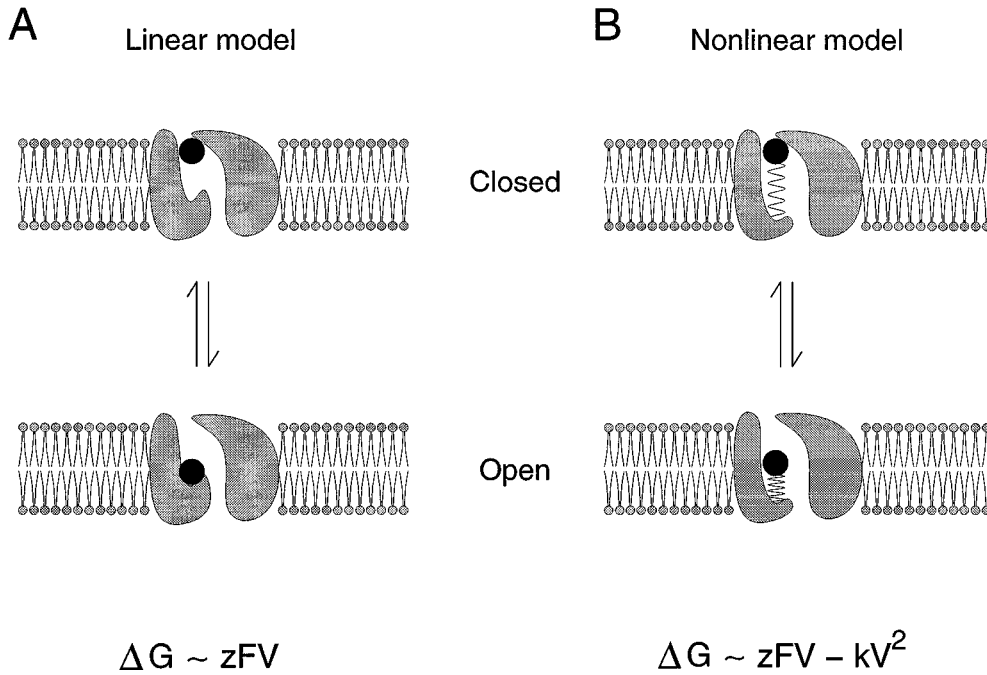 A
Linear model
B
Nonlinear model
Closed
Open
ΔG ~ zFV
ΔG ~ zFV – kV²